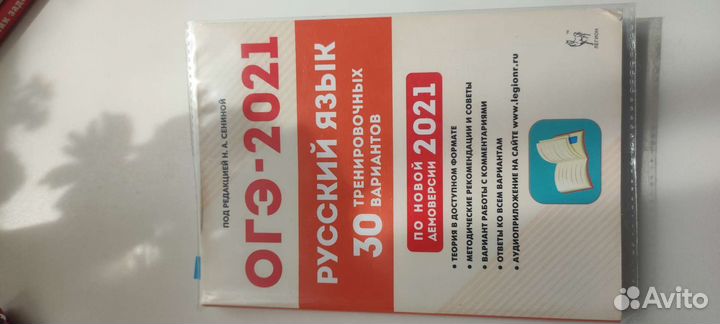 ПОД РЕДАКЦИЕЙ Н. А. СЕНИНОЙ
ОГЭ-2021
РУССКИЙ ЯЗЫК
30 ТРЕНИРОВОЧНЫХ
ВАРИАНТОВ
ПО НОВОЙ
ДЕМОВЕРСИИ 2021
• ТЕОРИЯ В ДОСТУПНОМ ФОРМАТЕ
• МЕТОДИЧЕСКИЕ РЕКОМЕНДАЦИИ И СОВЕТЫ
• ВАРИАНТ РАБОТЫ С КОММЕНТАРИЯМИ
• ОТВЕТЫ КО ВСЕМ ВАРИАНТАМ
• АУДИОПРИЛОЖЕНИЕ НА САЙТЕ www.legionr.ru
ЛЕГИОН
Avito